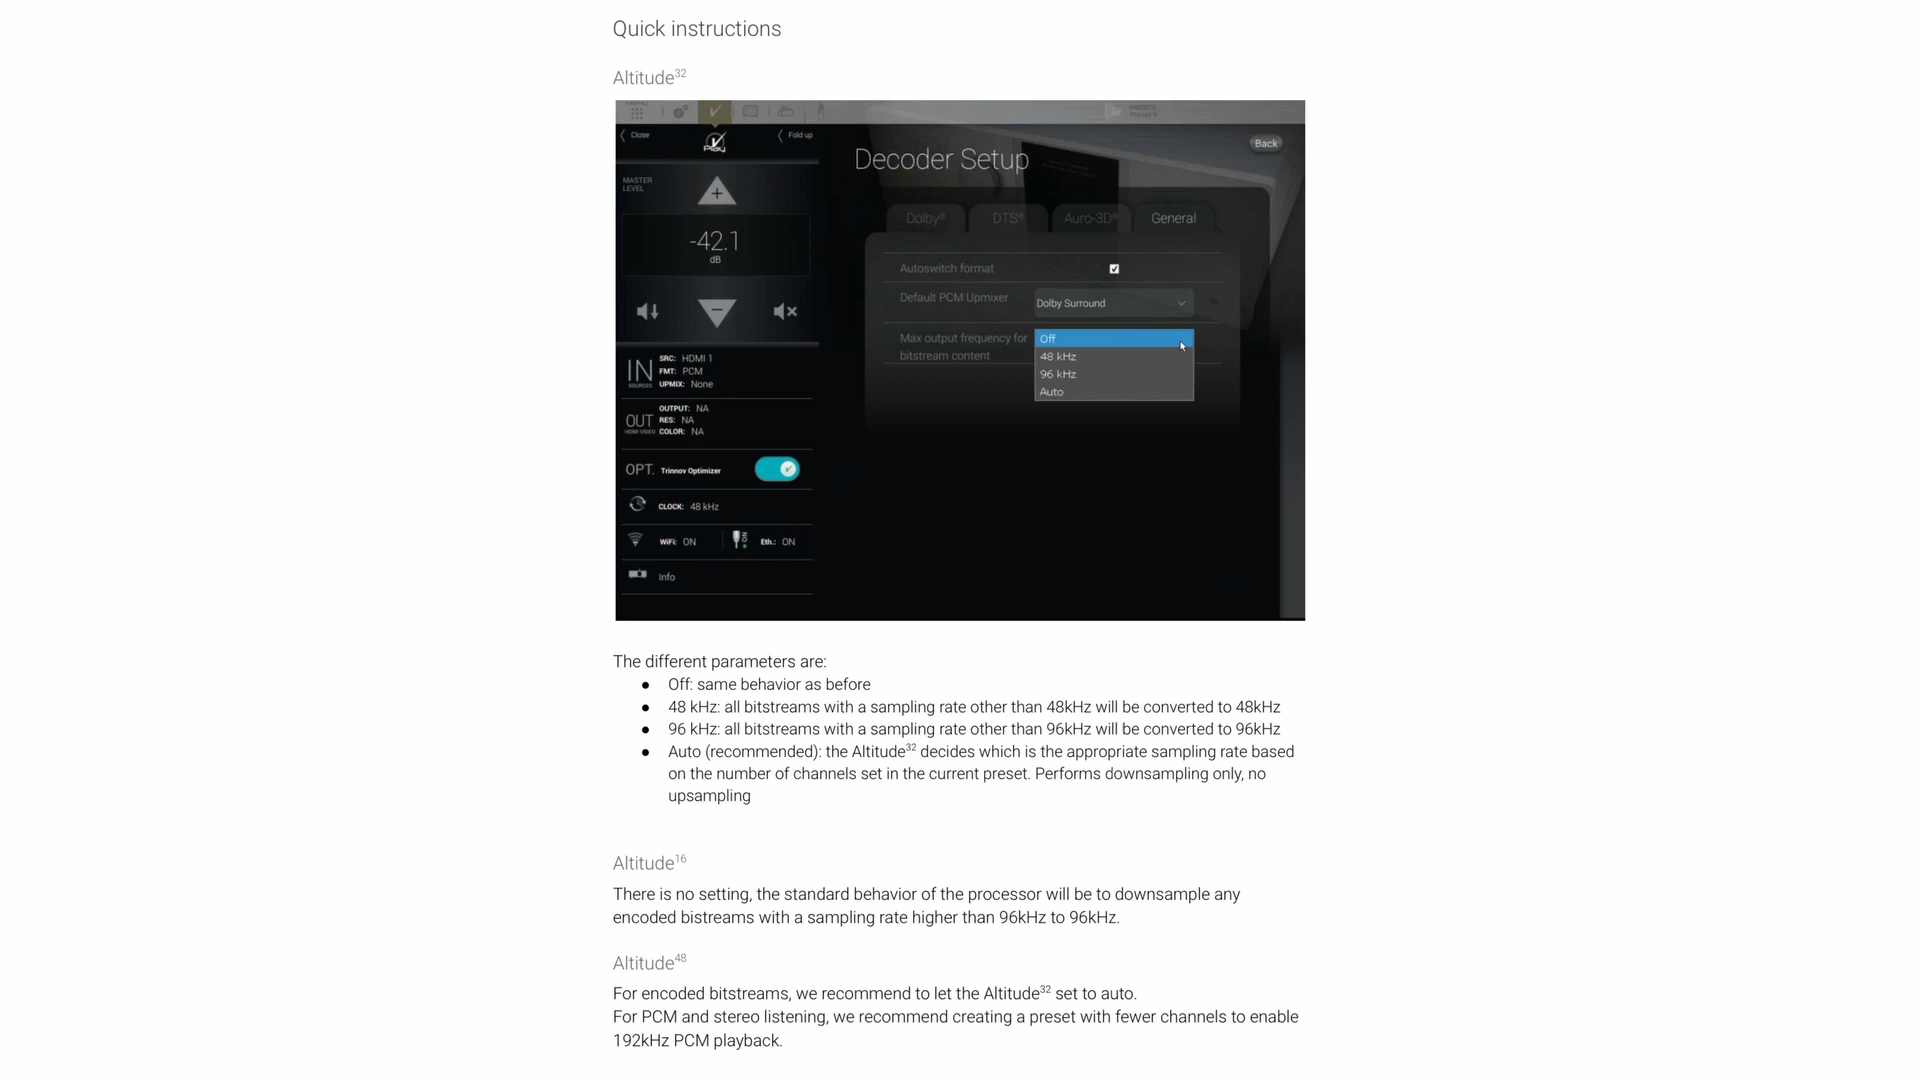 Quick instructions
Altitude32
Close
Fold up
Play
MASTER
LEVEL
+
-42.1
dB
−
IN
SOURCES
SRC: HDMI 1
FMT: PCM
UPMIX: None
OUT
HDMI VIDEO
OUTPUT: NA
RES: NA
COLOR: NA
OPT. Trinnov Optimizer
CLOCK: 48 kHz
WiFi: ON
Eth.: ON
Info
Back
Decoder Setup
Dolby® DTS® Auro-3D® General
Autoswitch format
Default PCM Upmixer
Dolby Surround
Max output frequency for
bitstream content
Off
48 kHz
96 kHz
Auto
The different parameters are:
● Off: same behavior as before
● 48 kHz: all bitstreams with a sampling rate other than 48kHz will be converted to 48kHz
● 96 kHz: all bitstreams with a sampling rate other than 96kHz will be converted to 96kHz
● Auto (recommended): the Altitude32 decides which is the appropriate sampling rate based
on the number of channels set in the current preset. Performs downsampling only, no
upsampling
Altitude16
There is no setting, the standard behavior of the processor will be to downsample any
encoded bistreams with a sampling rate higher than 96kHz to 96kHz.
Altitude48
For encoded bitstreams, we recommend to let the Altitude32 set to auto.
For PCM and stereo listening, we recommend creating a preset with fewer channels to enable
192kHz PCM playback.